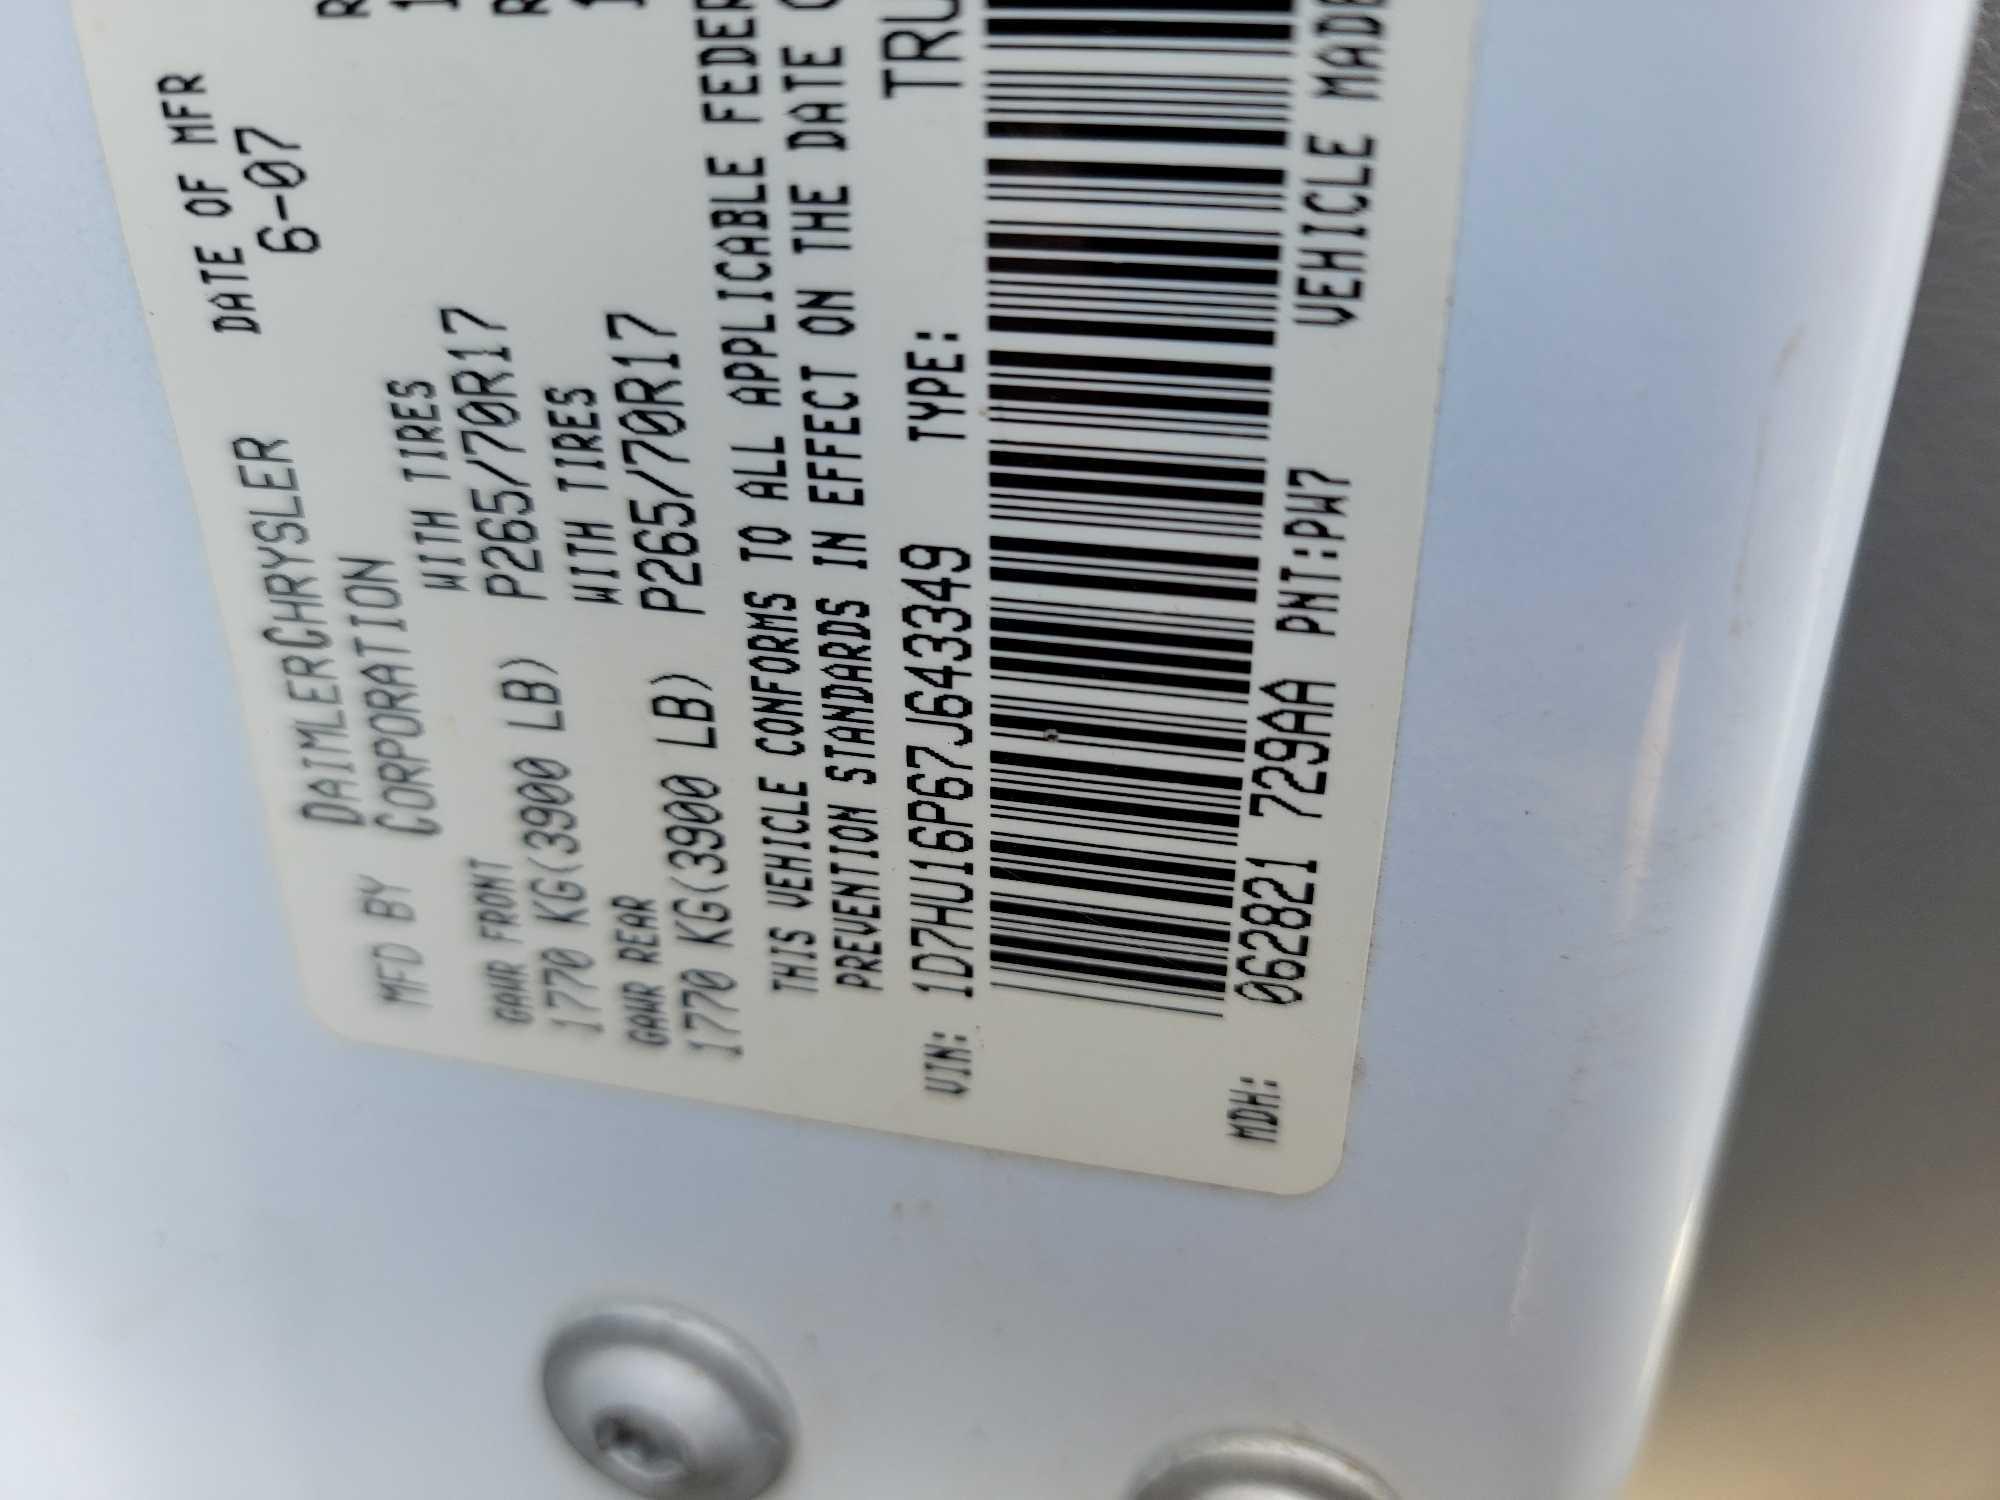 MFD BY DAIMLERCHRYSLER DATE OF MFR
CORPORATION 6-07
GAWR FRONT WITH TIRES R
1770 KG(3900 LB) P265/70R17 1
GAWR REAR WITH TIRES R
1770 KG(3900 LB) P265/70R17 1
THIS VEHICLE CONFORMS TO ALL APPLICABLE FEDER
PREVENTION STANDARDS IN EFFECT ON THE DATE O
VIN: 1D7HU16P67J643349 TYPE: TRU
MDH: 062821 729AA PNT:PW7 VEHICLE MADE